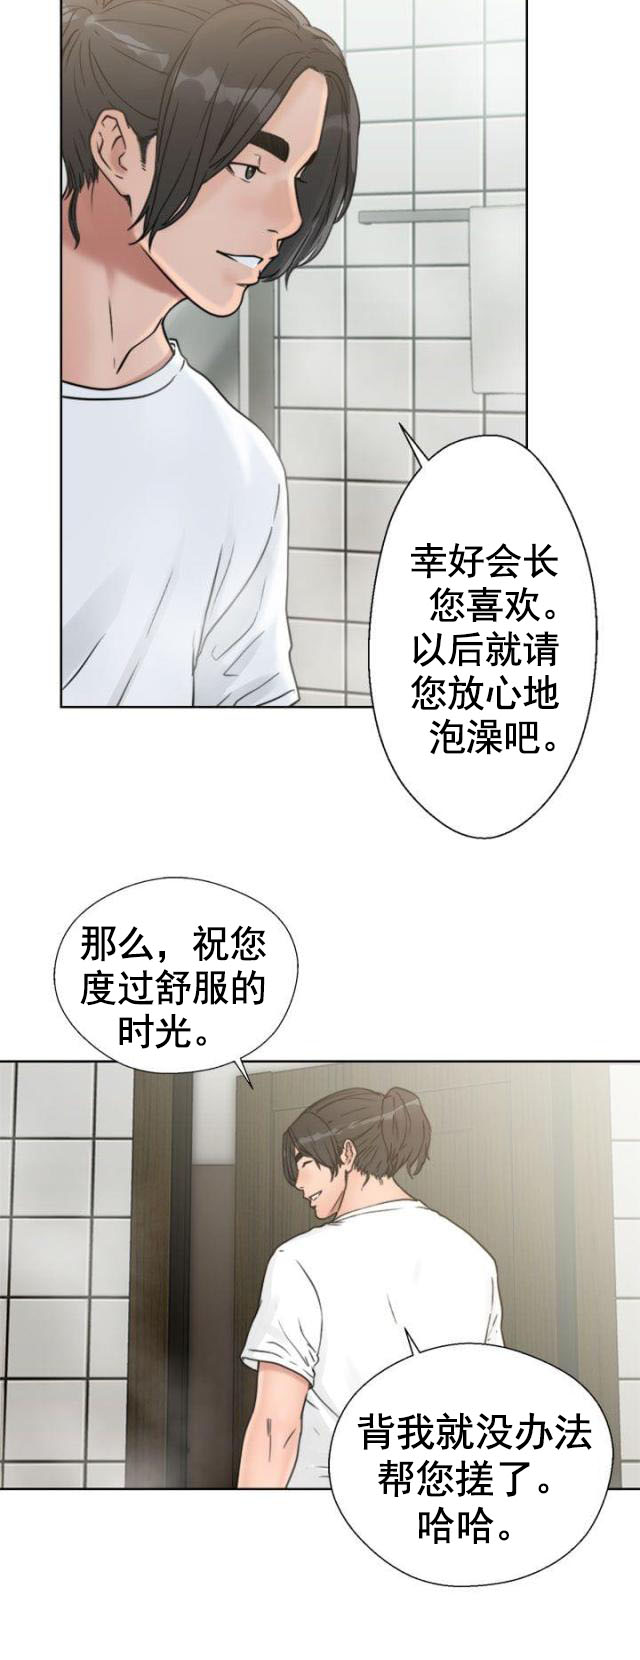 幸好会长
您喜欢。
以后就请
您放心地
泡澡吧。
那么，祝您
度过舒服的
时光。
背我就没办法
帮您搓了。
哈哈。